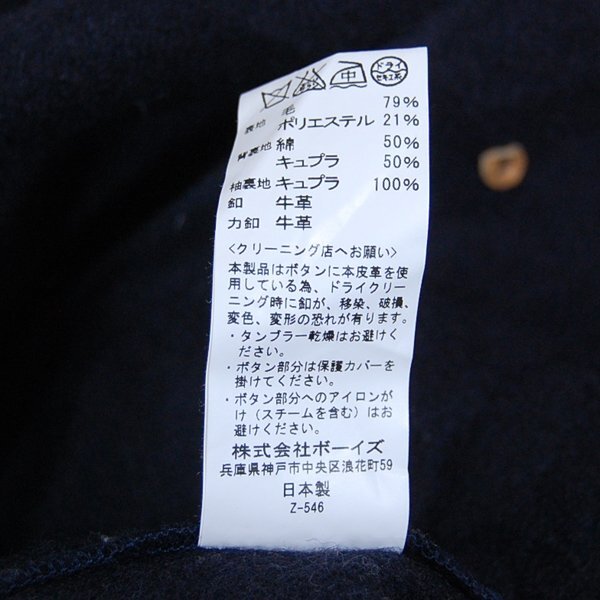 中 ドライ セキユ系
毛 79%
表地 ポリエステル 21%
背裏地 綿 50%
キュプラ 50%
袖裏地 キュプラ 100%
釦 牛革
力釦 牛革
<クリーニング店へお願い>
本製品はボタンに本皮革を使
用している為、ドライクリー
ニング時に釦が、移染、破損、
変色、変形の恐れが有ります。
・タンブラー乾燥はお避けく
ださい。
・ボタン部分は保護カバーを
掛けてください。
・ボタン部分へのアイロンが
け（スチームを含む）はお
避けください。
株式会社ボーイズ
兵庫県神戸市中央区浪花町59
日本製
Z-546